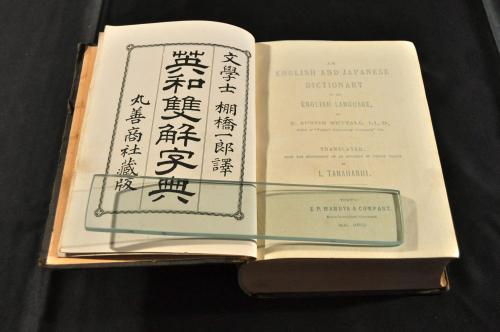 文學士 棚橋一郎譯
英和雙解字典
丸善商社藏版
AN
ENGLISH AND JAPANESE
DICTIONARY
OF THE
ENGLISH LANGUAGE,
BY
P. AUSTIN NUTTALL, LL.D.,
TRANSLATED
BY
I. TANAHASHI.
TOKYO:
Z. P. MARUYA & COMPANY,